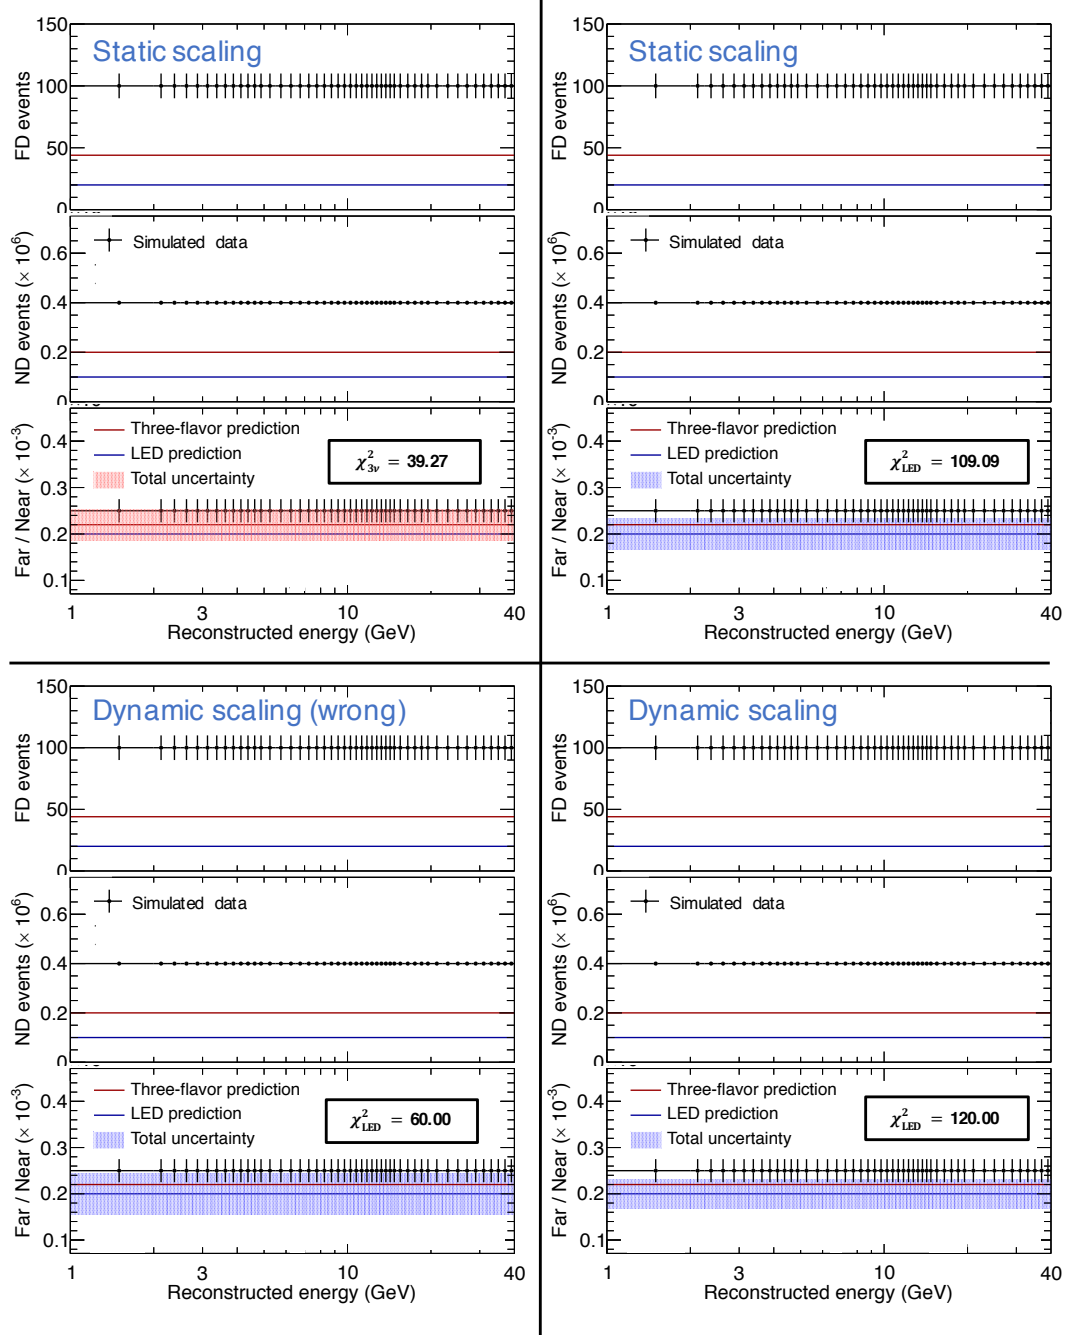 Static scaling
150
100
50
0
FD events
Simulated data
0.6
0.4
0.2
0
ND events (× 10⁶)
Three-flavor prediction
LED prediction
Total uncertainty
χ²₃ᵥ = 39.27
0.4
0.3
0.2
0.1
Far / Near (× 10⁻³)
1 3 10 40
Reconstructed energy (GeV)
Static scaling
150
100
50
0
FD events
Simulated data
0.6
0.4
0.2
0
ND events (× 10⁶)
Three-flavor prediction
LED prediction
Total uncertainty
χ²LED = 109.09
0.4
0.3
0.2
0.1
Far / Near (× 10⁻³)
1 3 10 40
Reconstructed energy (GeV)
Dynamic scaling (wrong)
150
100
50
0
FD events
Simulated data
0.6
0.4
0.2
0
ND events (× 10⁶)
Three-flavor prediction
LED prediction
Total uncertainty
χ²LED = 60.00
0.4
0.3
0.2
0.1
Far / Near (× 10⁻³)
1 3 10 40
Reconstructed energy (GeV)
Dynamic scaling
150
100
50
0
FD events
Simulated data
0.6
0.4
0.2
0
ND events (× 10⁶)
Three-flavor prediction
LED prediction
Total uncertainty
χ²LED = 120.00
0.4
0.3
0.2
0.1
Far / Near (× 10⁻³)
1 3 10 40
Reconstructed energy (GeV)